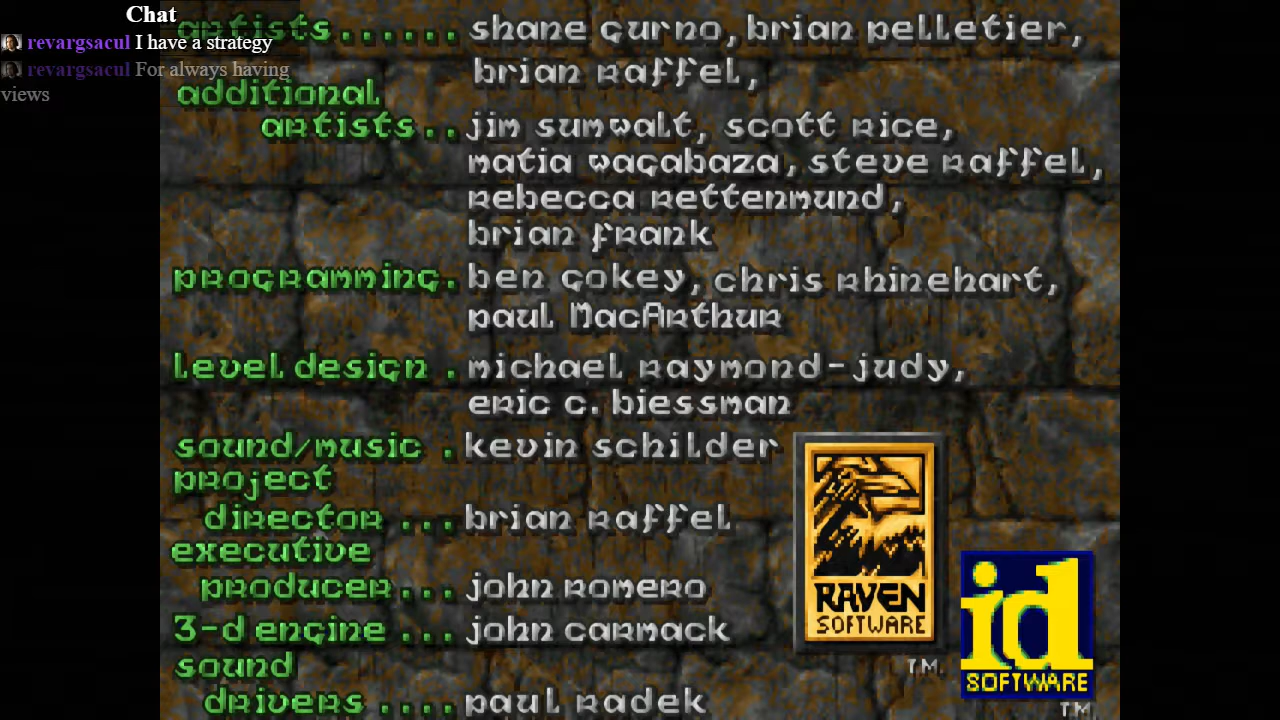 Chat
revargsacul I have a strategy
revargsacul For always having
views
artists...... shane gurno, brian pelletier,
brian raffel,
additional
artists.. jim sumwalt, scott rice,
matia wagabaza, steve raffel,
rebecca rettenmund,
brian frank
programming. ben gokey, chris rhinehart,
paul MacArthur
level design . michael raymond-judy,
eric c. biessman
sound/music . kevin schilder
project
director ... brian raffel
executive
producer... john romero
3-d engine ... john carmack
sound
drivers .... paul radek
RAVEN
SOFTWARE
TM
id
SOFTWARE
TM